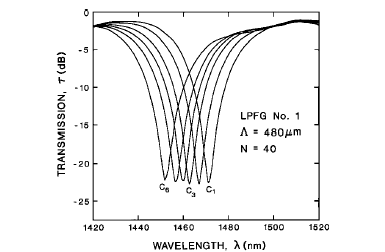 0
-5
-10
-15
-20
-25
TRANSMISSION, τ (dB)
LPFG No. 1
Λ = 480μm
N = 40
C6 C3 C1
1420 1440 1460 1480 1500 1520
WAVELENGTH, λ (nm)